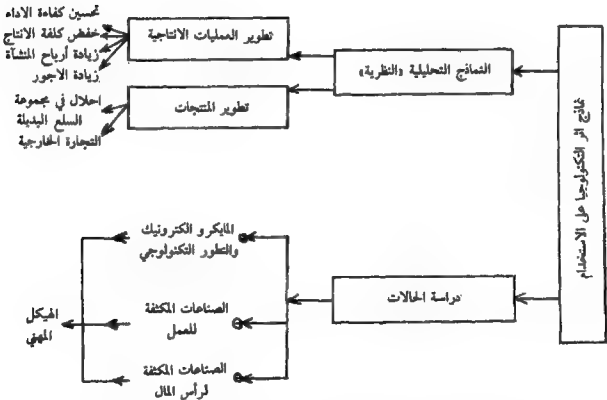 نماذج اثر التكنولوجيا على الاستخدام
النماذج التحليلية «النظرية»
تطوير العمليات الانتاجية
تحسين كفاءة الاداء
خفض كلفة الانتاج
زيادة أرباح المنشأة
زيادة الاجور
تطوير المنتجات
احلال في مجموعة
السلع البديلة
التجارة الخارجية
دراسة الحالات
المايكرو الكترونيك
والتطور التكنولوجي
الصناعات المكثفة
للعمل
الصناعات المكثفة
لرأس المال
الهيكل
المهني